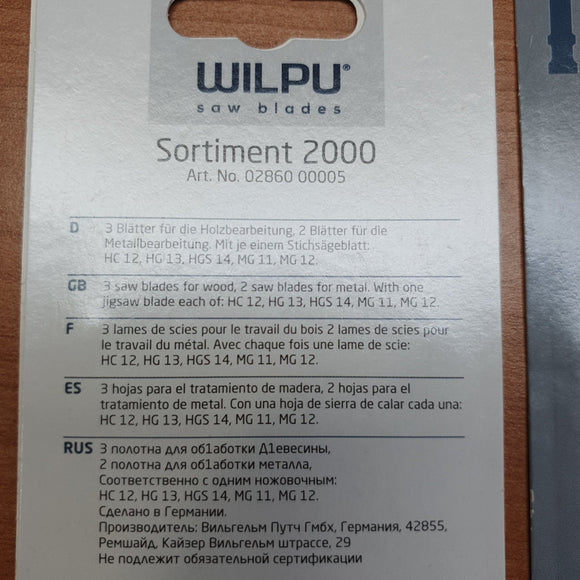 WILPU®
saw blades
Sortiment 2000
Art. No. 02860 00005
D 3 Blätter für die Holzbearbeitung, 2 Blätter für die
Metallbearbeitung. Mit je einem Stichsägeblatt:
HC 12, HG 13, HGS 14, MG 11, MG 12.
GB 3 saw blades for wood, 2 saw blades for metal. With one
jigsaw blade each of: HC 12, HG 13, HGS 14, MG 11, MG 12.
F 3 lames de scies pour le travail du bois 2 lames de scies pour
le travail du métal. Avec chaque fois une lame de scie:
HC 12, HG 13, HGS 14, MG 11, MG 12.
ES 3 hojas para el tratamiento de madera, 2 hojas para el
tratamiento de metal. Con una hoja de sierra de calar cada una:
HC 12, HG 13, HGS 14, MG 11, MG 12.
RUS 3 полотна для об1аботки Д1евесины,
2 полотна для об1аботки металла,
Соответственно с одним ножовочным:
HC 12, HG 13, HGS 14, MG 11, MG 12.
Сделано в Германии.
Производитель: Вильгельм Путч Гмбх, Германия, 42855,
Ремшайд, Кайзер Вильгельм штрассе, 29
Не подлежит обязательной сертификации